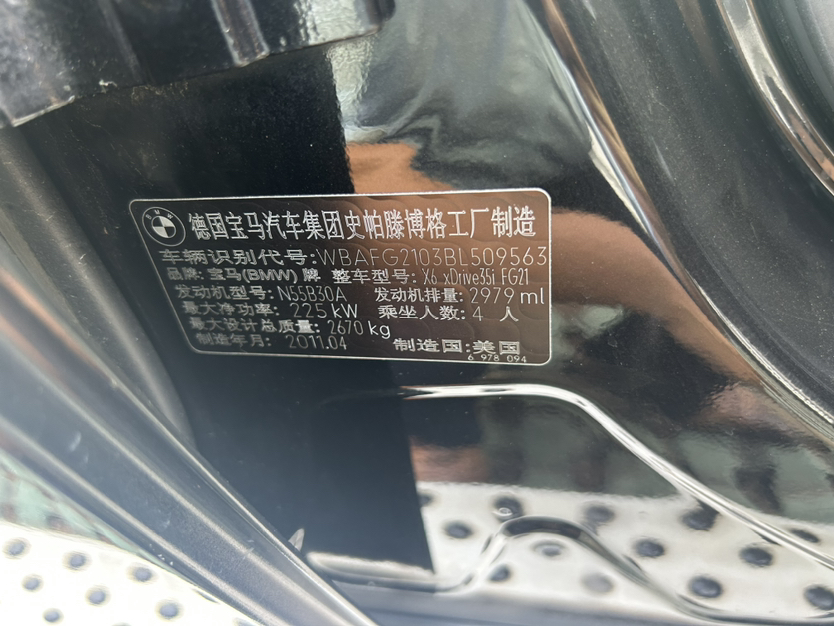 德国宝马汽车集团史帕滕博格工厂制造
车辆识别代号:WBAFG2103BL509563
品牌: 宝马(BMW) 牌 整车型号: X6 xDrive35i FG21
发动机型号: N55B30A 发动机排量: 2979 ml
最大净功率: 225 kW 乘坐人数: 4 人
最大设计总质量: 2670 kg
制造年月: 2011.04 制造国:美国
6 978 094